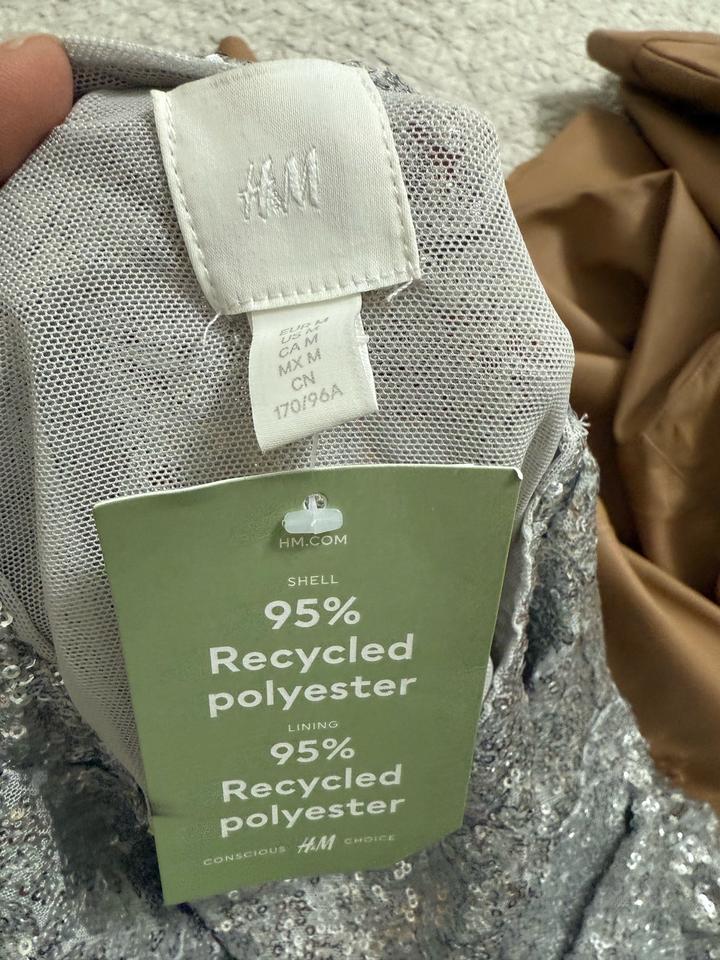 H&M
EUR M
US M
CA M
MX M
CN
170/96A
HM.COM
SHELL
95%
Recycled
polyester
LINING
95%
Recycled
polyester
CONSCIOUS H&M CHOICE